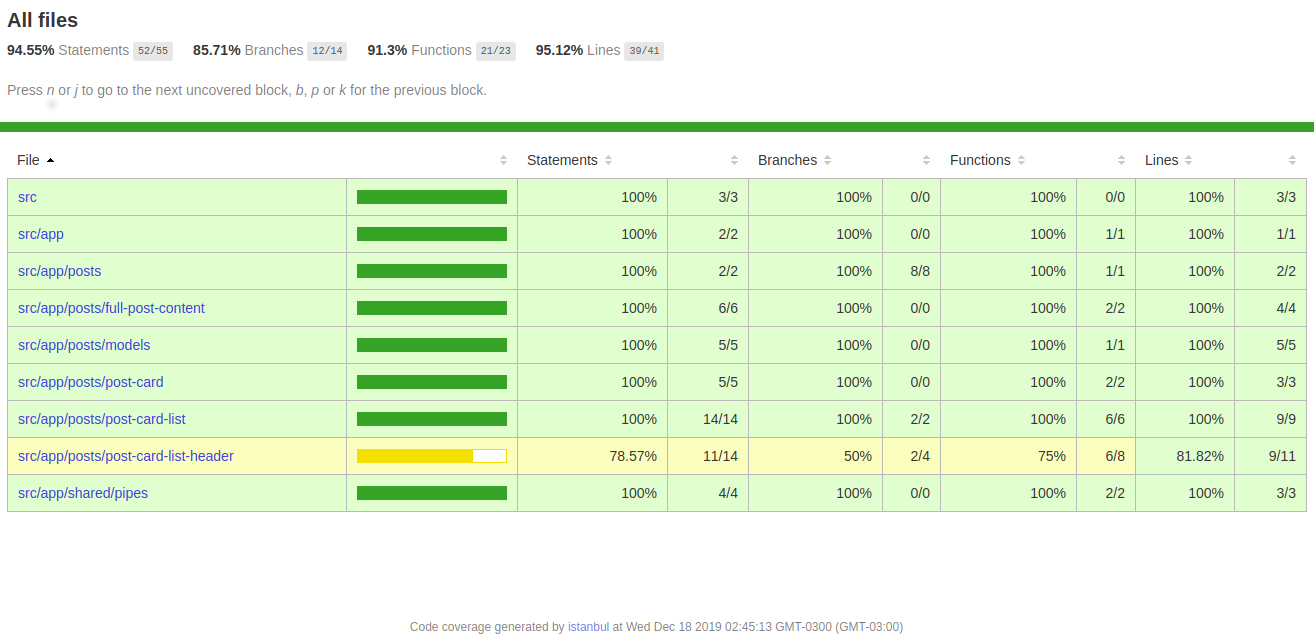 All files
94.55% Statements 52/55 85.71% Branches 12/14 91.3% Functions 21/23 95.12% Lines 39/41
Press n or j to go to the next uncovered block, b, p or k for the previous block.
File Statements Branches Functions Lines
src 100% 3/3 100% 0/0 100% 0/0 100% 3/3
src/app 100% 2/2 100% 0/0 100% 1/1 100% 1/1
src/app/posts 100% 2/2 100% 8/8 100% 1/1 100% 2/2
src/app/posts/full-post-content 100% 6/6 100% 0/0 100% 2/2 100% 4/4
src/app/posts/models 100% 5/5 100% 0/0 100% 1/1 100% 5/5
src/app/posts/post-card 100% 5/5 100% 0/0 100% 2/2 100% 3/3
src/app/posts/post-card-list 100% 14/14 100% 2/2 100% 6/6 100% 9/9
src/app/posts/post-card-list-header 78.57% 11/14 50% 2/4 75% 6/8 81.82% 9/11
src/app/shared/pipes 100% 4/4 100% 0/0 100% 2/2 100% 3/3
Code coverage generated by istanbul at Wed Dec 18 2019 02:45:13 GMT-0300 (GMT-03:00)